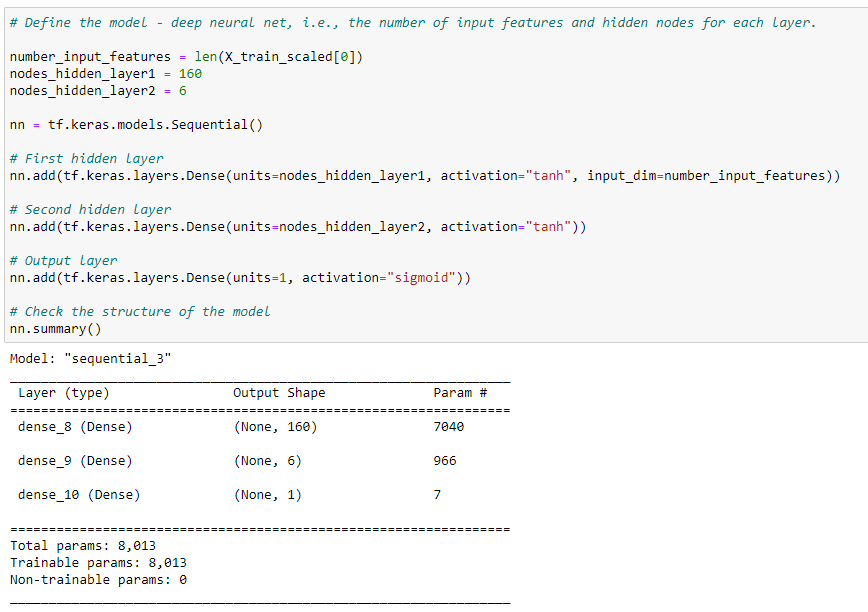 # Define the model - deep neural net, i.e., the number of input features and hidden nodes for each layer.
number_input_features = len(X_train_scaled[0])
nodes_hidden_layer1 = 160
nodes_hidden_layer2 = 6
nn = tf.keras.models.Sequential()
# First hidden layer
nn.add(tf.keras.layers.Dense(units=nodes_hidden_layer1, activation="tanh", input_dim=number_input_features))
# Second hidden layer
nn.add(tf.keras.layers.Dense(units=nodes_hidden_layer2, activation="tanh"))
# Output layer
nn.add(tf.keras.layers.Dense(units=1, activation="sigmoid"))
# Check the structure of the model
nn.summary()
Model: "sequential_3"
_________________________________________________________________
Layer (type) Output Shape Param #
=================================================================
dense_8 (Dense) (None, 160) 7040
dense_9 (Dense) (None, 6) 966
dense_10 (Dense) (None, 1) 7
=================================================================
Total params: 8,013
Trainable params: 8,013
Non-trainable params: 0
_________________________________________________________________